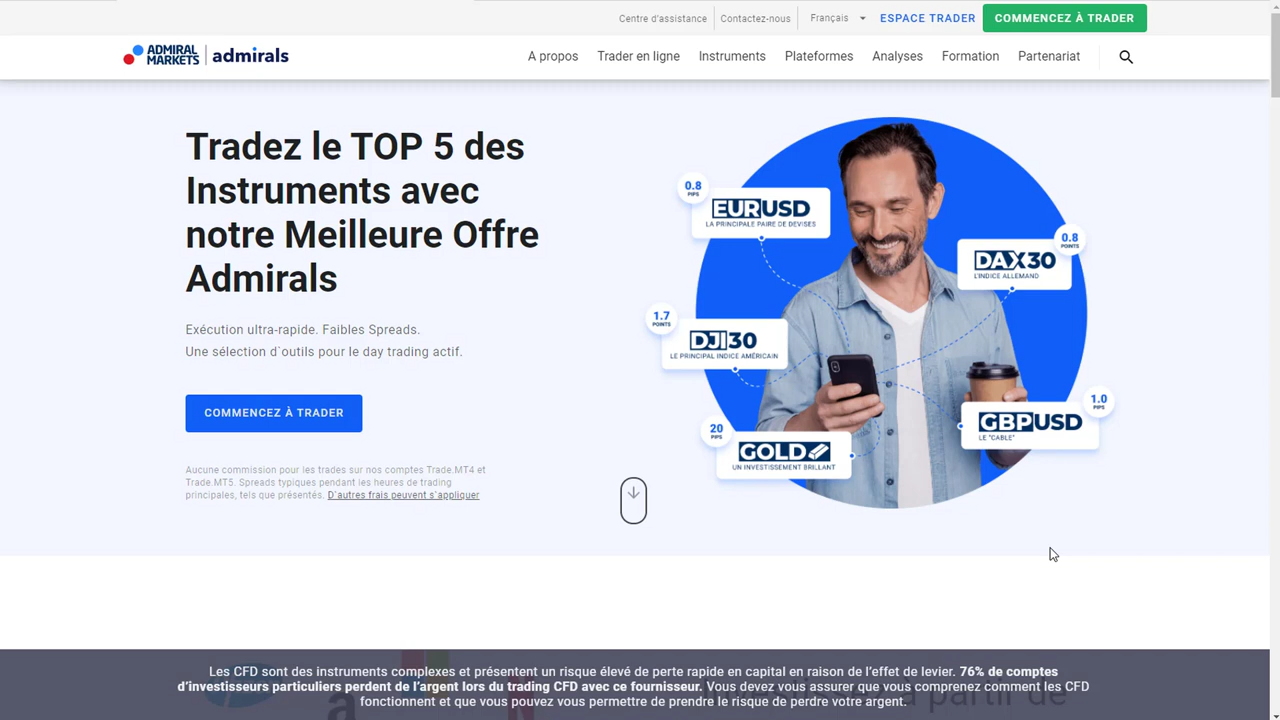 Centre d'assistance
Contactez-nous
Français
ESPACE TRADER
COMMENCEZ À TRADER
ADMIRAL MARKETS
admirals
A propos
Trader en ligne
Instruments
Plateformes
Analyses
Formation
Partenariat
Tradez le TOP 5 des
Instruments avec
notre Meilleure Offre
Admirals
Exécution ultra-rapide. Faibles Spreads.
Une sélection d`outils pour le day trading actif.
COMMENCEZ À TRADER
Aucune commission pour les trades sur nos comptes Trade.MT4 et
Trade.MT5. Spreads typiques pendant les heures de trading
principales, tels que présentés. D`autres frais peuvent s`appliquer
0.8
PIPS
EURUSD
LA PRINCIPALE PAIRE DE DEVISES
0.8
POINTS
DAX30
L'INDICE ALLEMAND
1.7
POINTS
DJI30
LE PRINCIPAL INDICE AMÉRICAIN
1.0
PIPS
GBPUSD
LE "CABLE"
20
PIPS
GOLD
UN INVESTISSEMENT BRILLANT
Les CFD sont des instruments complexes et présentent un risque élevé de perte rapide en capital en raison de l'effet de levier. 76% de comptes
d'investisseurs particuliers perdent de l'argent lors du trading CFD avec ce fournisseur. Vous devez vous assurer que vous comprenez comment les CFD
fonctionnent et que vous pouvez vous permettre de prendre le risque de perdre votre argent.